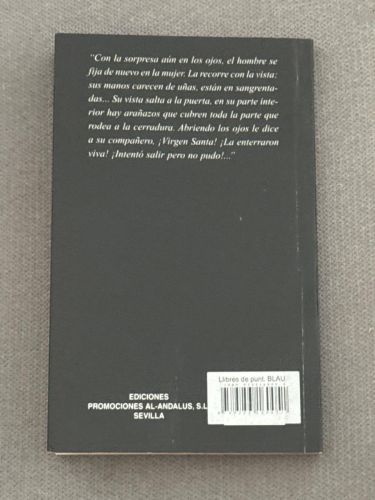 “Con la sorpresa aún en los ojos, el hombre se
fija de nuevo en la mujer. La recorre con la vista:
sus manos carecen de uñas, están en sangrenta-
das... Su vista salta a la puerta, en su parte inte-
rior hay arañazos que cubren toda la parte que
rodea a la cerradura. Abriendo los ojos le dice
a su compañero, ¡Virgen Santa! ¡La enterraron
viva! ¡Intentó salir pero no pudo!...”
Llibres de punt. BLAU
EDICIONES
PROMOCIONES AL-ANDALUS, S.L
SEVILLA